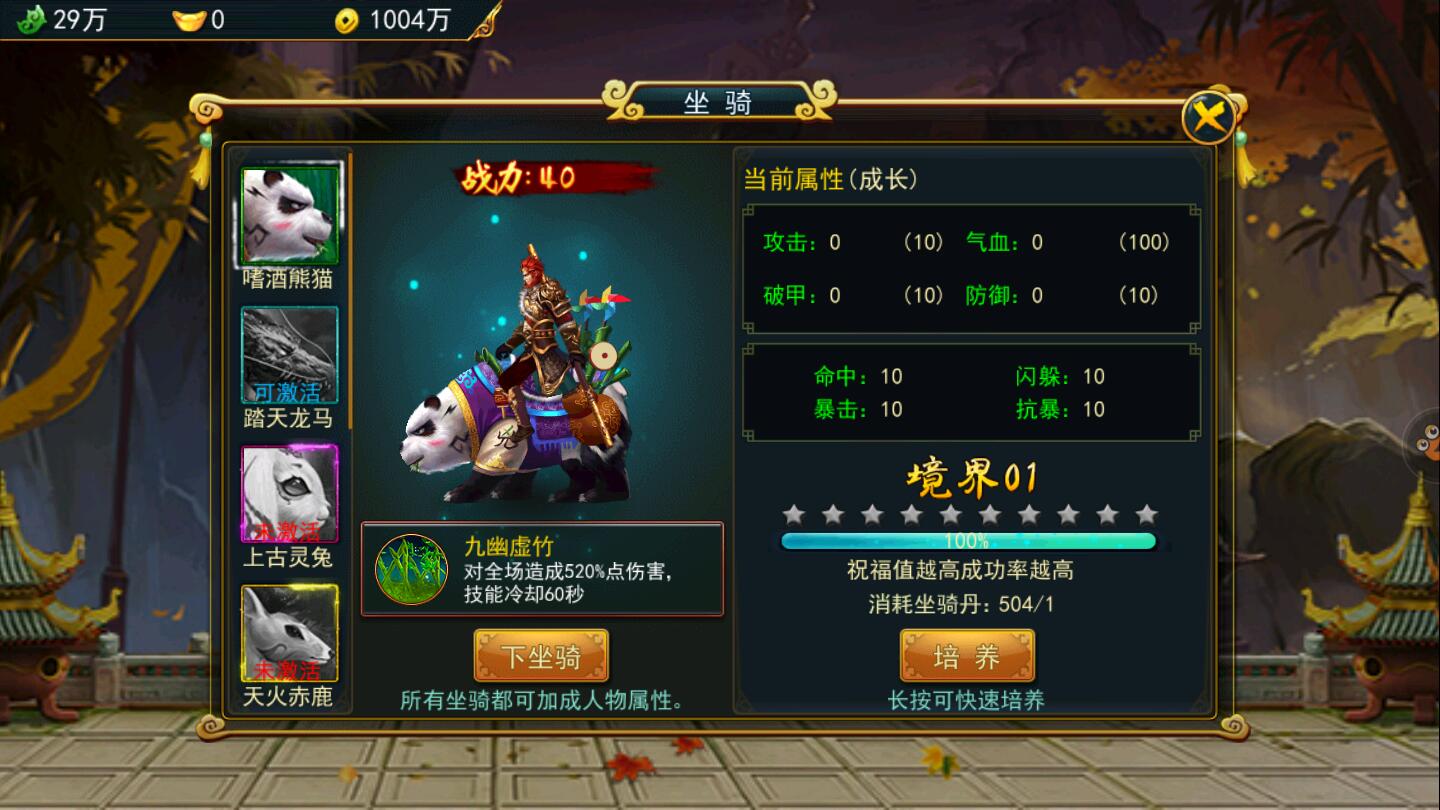 29万 0 1004万
坐骑
战力:40
当前属性(成长)
攻击: 0 (10) 气血: 0 (100)
破甲: 0 (10) 防御: 0 (10)
命中: 10 闪躲: 10
暴击: 10 抗暴: 10
境界01
100%
祝福值越高成功率越高
消耗坐骑丹: 504/1
培养
长按可快速培养
嗜酒熊猫
可激活
踏天龙马
未激活
上古灵兔
未激活
天火赤鹿
九幽虚竹
对全场造成520%点伤害,
技能冷却60秒
下坐骑
所有坐骑都可加成人物属性。